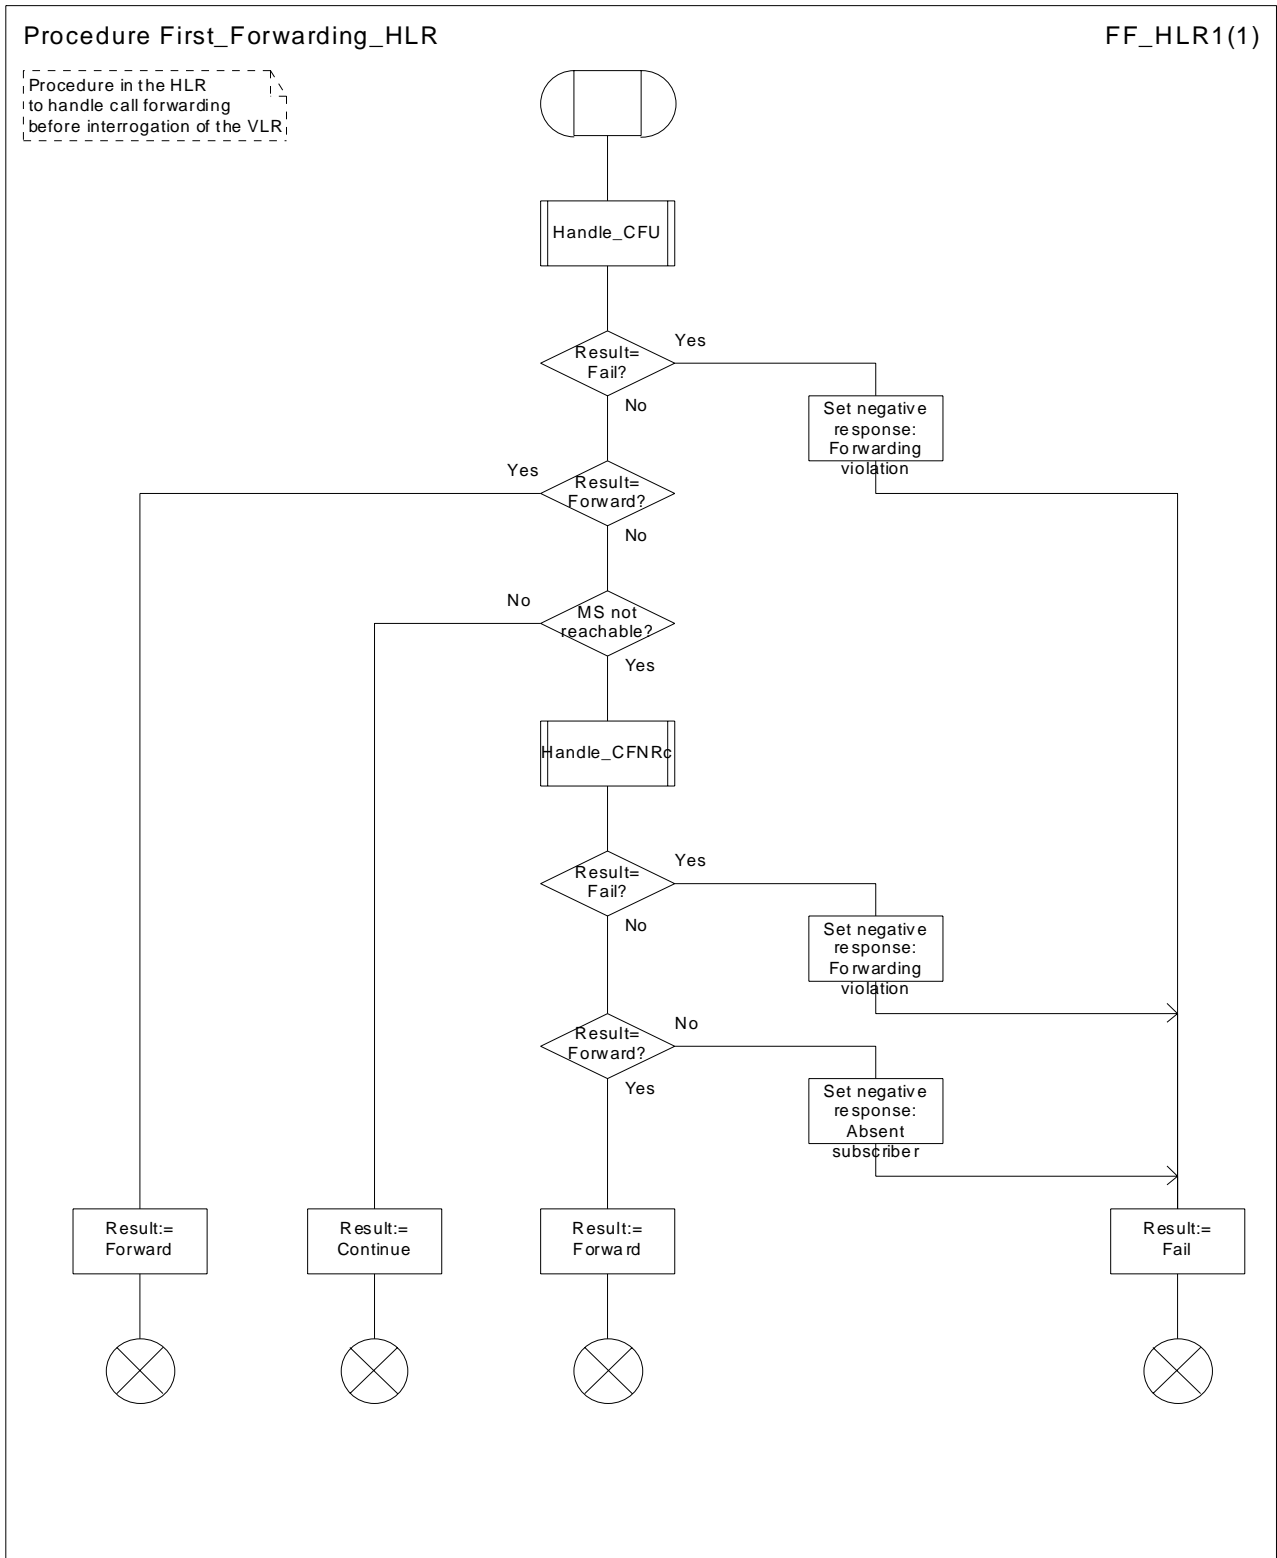 Procedure First_Forwarding_HLR
FF_HLR1(1)
Procedure in the HLR
to handle call forwarding
before interrogation of the VLR
Handle_CFU
Result=
Fail?
Yes
No
Set negative
response:
Forwarding
violation
Yes
Result=
Forward?
No
No
MS not
reachable?
Yes
Handle_CFNRc
Result=
Fail?
Yes
No
Set negative
response:
Forwarding
violation
Result=
Forward?
No
Yes
Set negative
response:
Absent
subscriber
Result:=
Forward
Result:=
Continue
Result:=
Forward
Result:=
Fail